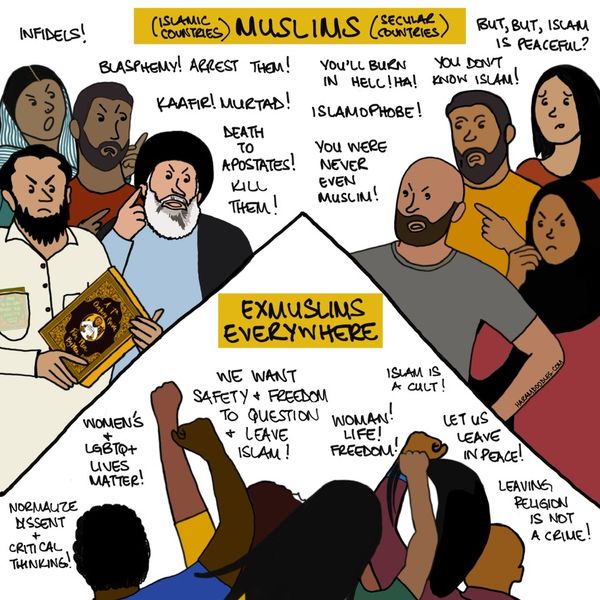 (ISLAMIC COUNTRIES) MUSLIMS (SECULAR COUNTRIES)
INFIDELS!
BLASPHEMY! ARREST THEM!
KAAFIR! MURTAD!
DEATH
TO
APOSTATES!
KILL
THEM!
YOU'LL BURN
IN HELL! HA!
YOU DON'T
KNOW ISLAM!
BUT, BUT, ISLAM
IS PEACEFUL?
ISLAMOPHOBE!
YOU WERE
NEVER
EVEN
MUSLIM!
EXMUSLIMS
EVERYWHERE
WE WANT
SAFETY + FREEDOM
TO QUESTION
+ LEAVE
ISLAM!
ISLAM IS
A CULT!
WOMEN'S
+
LGBTQ+
LIVES
MATTER!
WOMAN!
LIFE!
FREEDOM!
LET US
LEAVE
IN PEACE!
NORMALIZE
DISSENT
+
CRITICAL
THINKING!
LEAVING
RELIGION
IS NOT
A CRIME!
HARAMDOODLES.COM